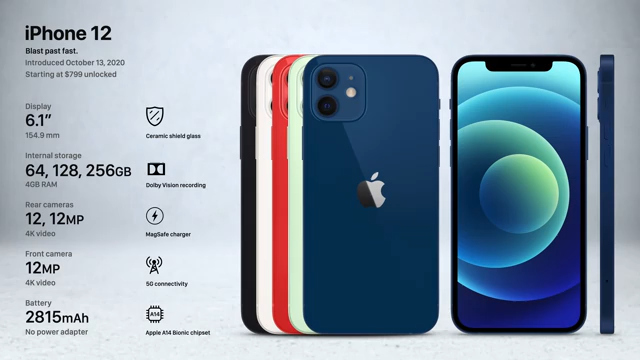 iPhone 12
Blast past fast.
Introduced October 13, 2020
Starting at $799 unlocked
Display
6.1"
154.9 mm
Ceramic shield glass
Internal storage
64, 128, 256GB
4GB RAM
Dolby Vision recording
Rear cameras
12, 12MP
4K video
MagSafe charger
Front camera
12MP
4K video
5G connectivity
Battery
2815mAh
No power adapter
A14
Apple A14 Bionic chipset